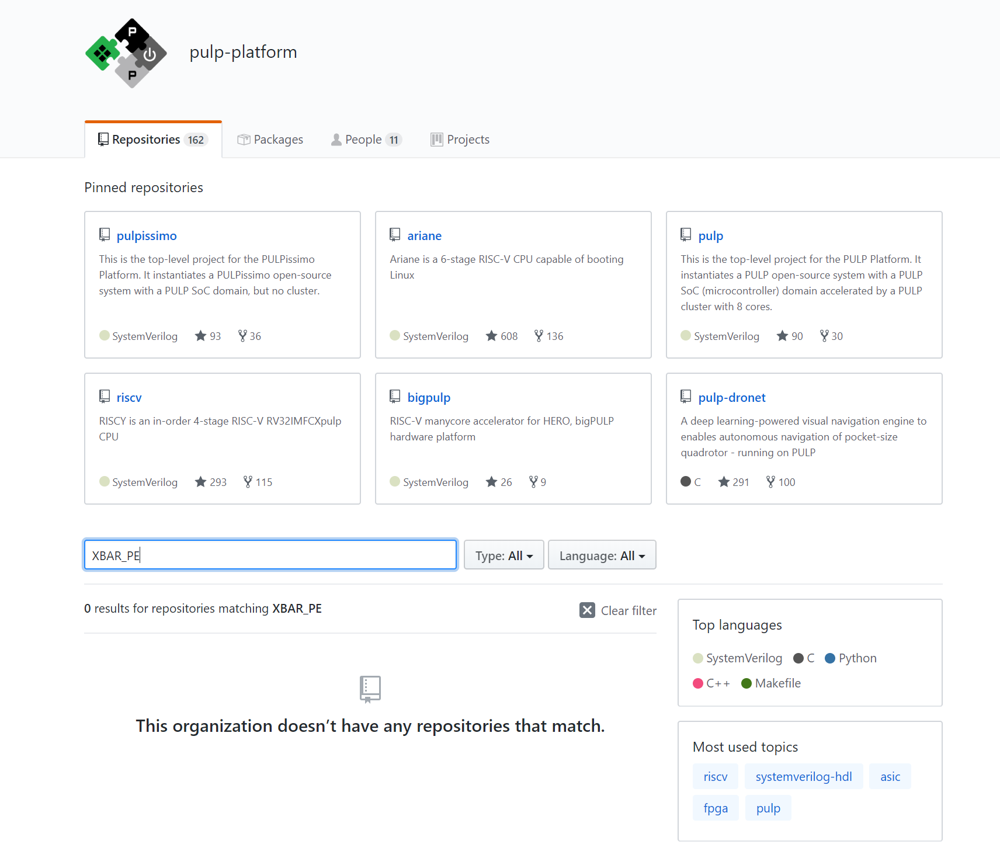 P
P
pulp-platform
Repositories 162
Packages
People 11
Projects
Pinned repositories
pulpissimo
This is the top-level project for the PULPissimo
Platform. It instantiates a PULPissimo open-source
system with a PULP SoC domain, but no cluster.
SystemVerilog 93 36
ariane
Ariane is a 6-stage RISC-V CPU capable of booting
Linux
SystemVerilog 608 136
pulp
This is the top-level project for the PULP Platform. It
instantiates a PULP open-source system with a PULP
SoC (microcontroller) domain accelerated by a PULP
cluster with 8 cores.
SystemVerilog 90 30
riscv
RISCY is an in-order 4-stage RISC-V RV32IMFCXpulp
CPU
SystemVerilog 293 115
bigpulp
RISC-V manycore accelerator for HERO, bigPULP
hardware platform
SystemVerilog 26 9
pulp-dronet
A deep learning-powered visual navigation engine to
enables autonomous navigation of pocket-size
quadrotor - running on PULP
C 291 100
XBAR_PE
Type: All
Language: All
0 results for repositories matching XBAR_PE
Clear filter
This organization doesn’t have any repositories that match.
Top languages
SystemVerilog C Python
C++ Makefile
Most used topics
riscv systemverilog-hdl asic
fpga pulp